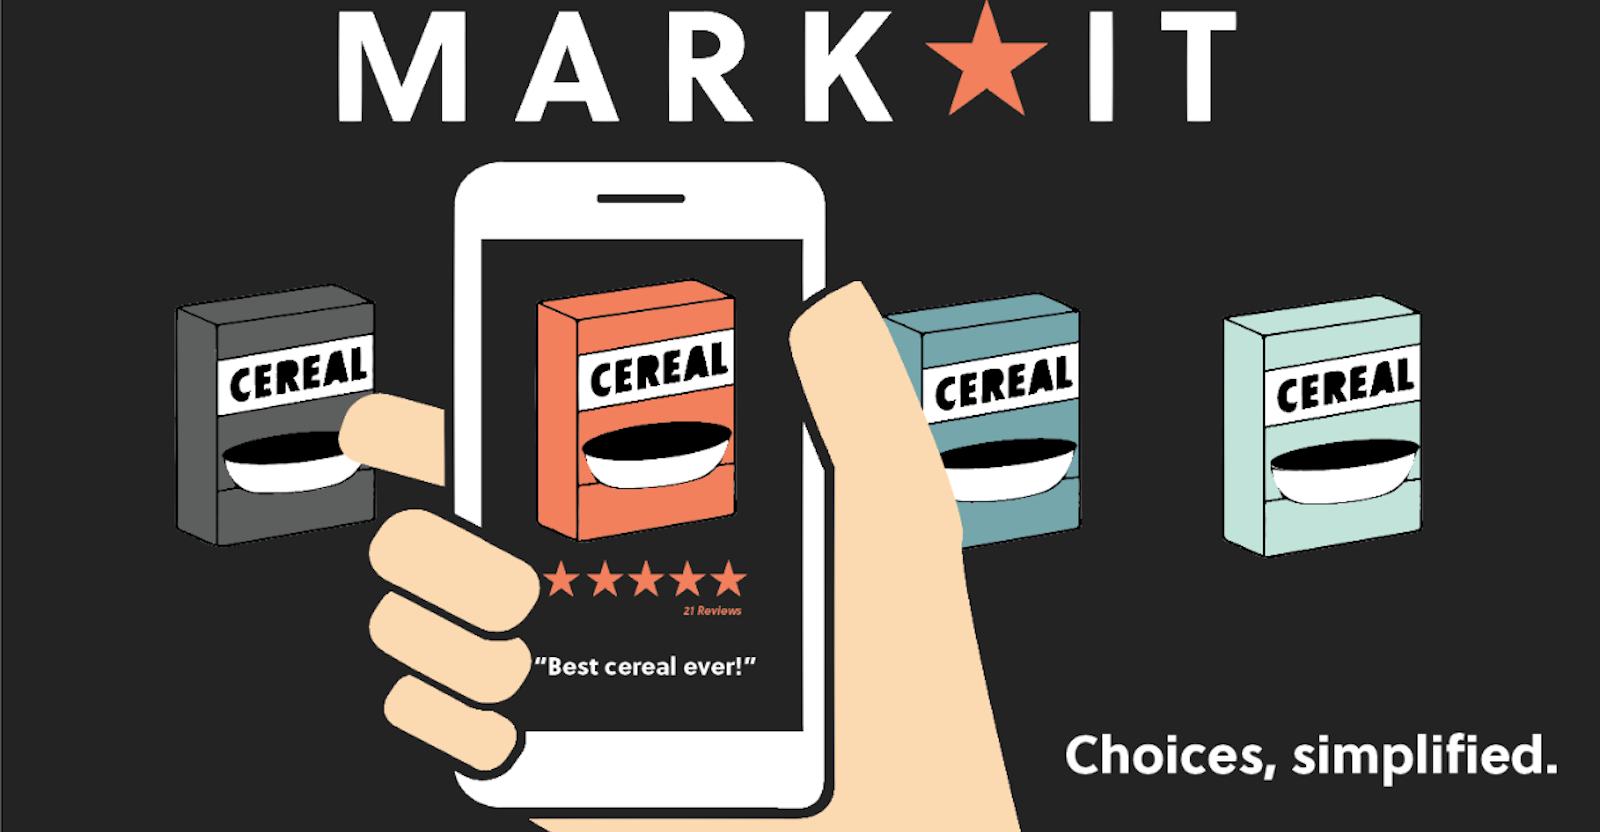 MARK★IT
CEREAL
CEREAL
CEREAL
CEREAL
21 Reviews
“Best cereal ever!”
Choices, simplified.